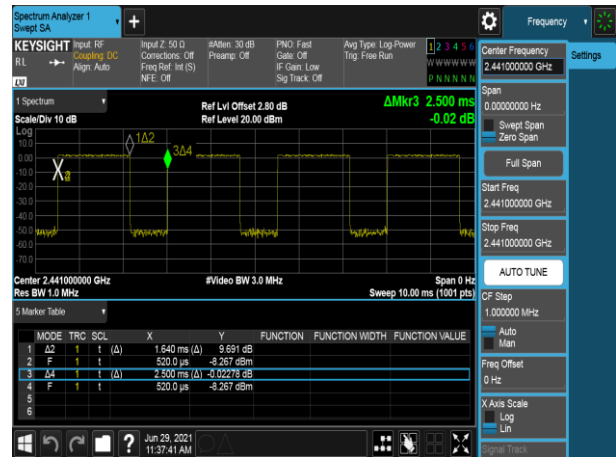 Spectrum Analyzer 1
Swept SA
+
Frequency
KEYSIGHT
RL
LXI
Input: RF
Coupling: DC
Align: Auto
Input Z: 50 Ω
Corrections: Off
Freq Ref: Int (S)
NFE: Off
#Atten: 30 dB
Preamp: Off
PNO: Fast
Gate: Off
IF Gain: Low
Sig Track: Off
Avg Type: Log-Power
Trig: Free Run
1 2 3 4 5 6
W W W W W W
P N N N N N
1 Spectrum
Scale/Div 10 dB
Ref Lvl Offset 2.80 dB
Ref Level 20.00 dBm
ΔMkr3 2.500 ms
-0.02 dB
Log
10.0
0.00
-10.0
-20.0
-30.0
-40.0
-50.0
-60.0
-70.0
1Δ2
3Δ4
Center 2.441000000 GHz
Res BW 1.0 MHz
#Video BW 3.0 MHz
Span 0 Hz
Sweep 10.00 ms (1001 pts)
5 Marker Table
MODE TRC SCL X Y FUNCTION FUNCTION WIDTH FUNCTION VALUE
1 Δ2 1 t (Δ) 1.640 ms (Δ) 9.691 dB
2 F 1 t 520.0 µs -8.267 dBm
3 Δ4 1 t (Δ) 2.500 ms (Δ) -0.02278 dB
4 F 1 t 520.0 µs -8.267 dBm
5
6
Jun 29, 2021
11:37:41 AM
?
Center Frequency
2.441000000 GHz
Settings
Span
0.00000000 Hz
Swept Span
Zero Span
Full Span
Start Freq
2.441000000 GHz
Stop Freq
2.441000000 GHz
AUTO TUNE
CF Step
1.000000 MHz
Auto
Man
Freq Offset
0 Hz
X Axis Scale
Log
Lin
Signal Track